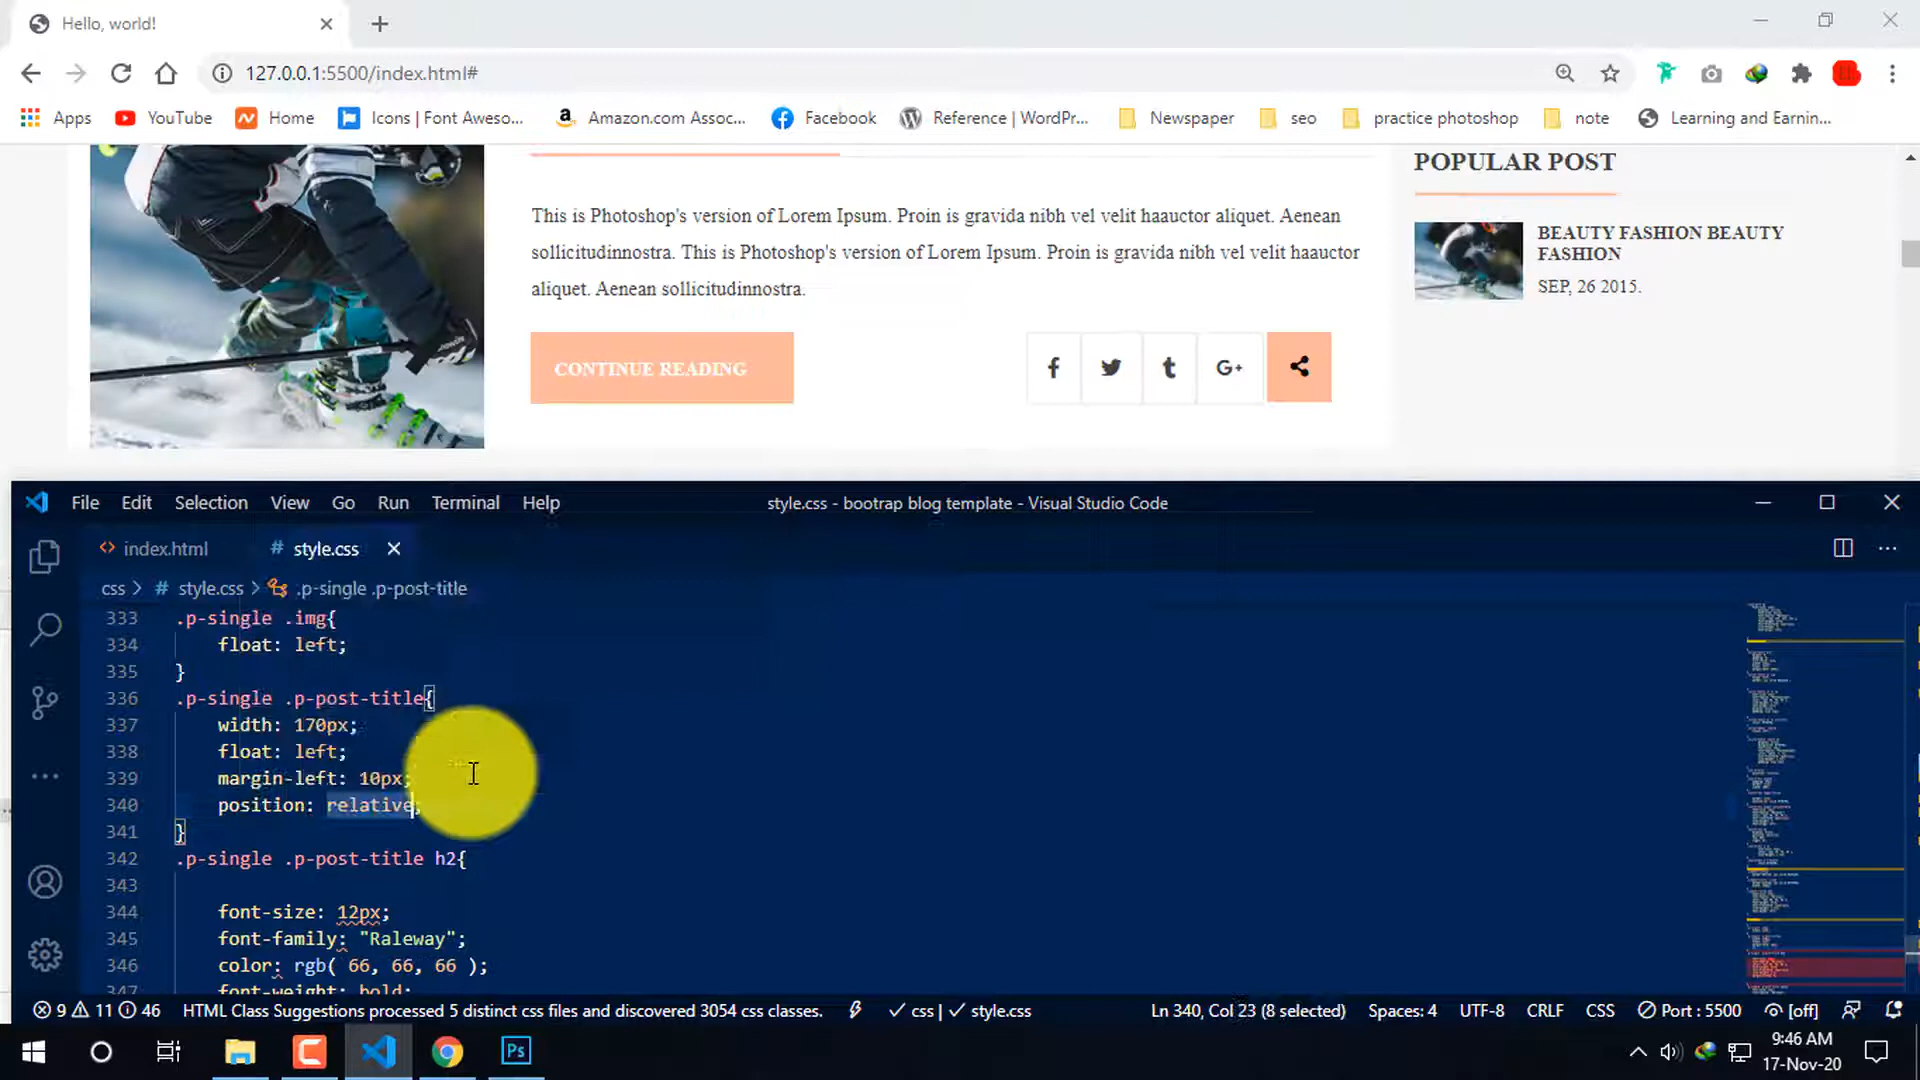 Hello, world!
127.0.0.1:5500/index.html#
Apps YouTube Home Icons | Font Aweso... Amazon.com Assoc... Facebook Reference | WordPr... Newspaper seo practice photoshop note Learning and Earnin...
POPULAR POST
This is Photoshop's version of Lorem Ipsum. Proin is gravida nibh vel velit haauctor aliquet. Aenean
sollicitudinnostra. This is Photoshop's version of Lorem Ipsum. Proin is gravida nibh vel velit haauctor
aliquet. Aenean sollicitudinnostra.
BEAUTY FASHION BEAUTY
FASHION
SEP, 26 2015.
CONTINUE READING
File Edit Selection View Go Run Terminal Help
style.css - bootrap blog template - Visual Studio Code
index.html
# style.css
css > # style.css > .p-single .p-post-title
333 .p-single .img{
334 float: left;
335 }
336 .p-single .p-post-title{
337 width: 170px;
338 float: left;
339 margin-left: 10px;
340 position: relative;
341 }
342 .p-single .p-post-title h2{
343
344 font-size: 12px;
345 font-family: "Raleway";
346 color: rgb( 66, 66, 66 );
347 font-weight: bold;
9 11 46 HTML Class Suggestions processed 5 distinct css files and discovered 3054 css classes. css | style.css Ln 340, Col 23 (8 selected) Spaces: 4 UTF-8 CRLF CSS Port : 5500 [off]
Ps
9:46 AM
17-Nov-20